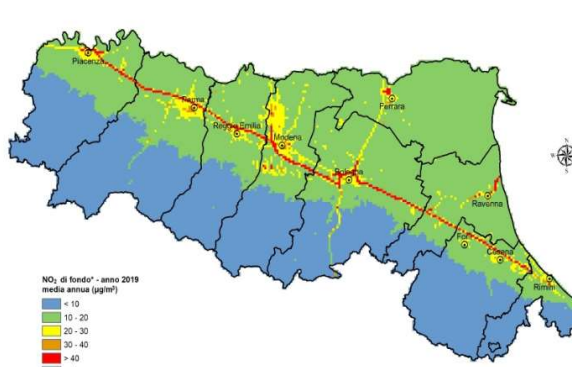 Piacenza
Parma
Ferrara
Reggio Emilia
Modena
Bologna
Ravenna
Forlì
Cesena
Rimini
NO₂ di fondo* - anno 2019
media annua (µg/m³)
< 10
10 - 20
20 - 30
30 - 40
> 40